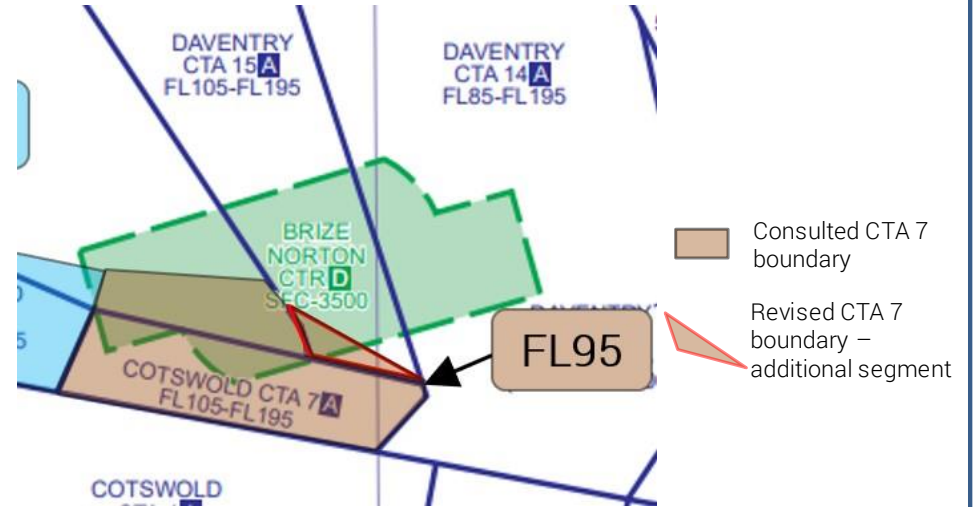 DAVENTRY
CTA 15 A
FL105-FL195
DAVENTRY
CTA 14 A
FL85-FL195
BRIZE
NORTON
CTR D
SFC-3500
COTSWOLD CTA 7 A
FL105-FL195
FL95
COTSWOLD
Consulted CTA 7
boundary
Revised CTA 7
boundary –
additional segment